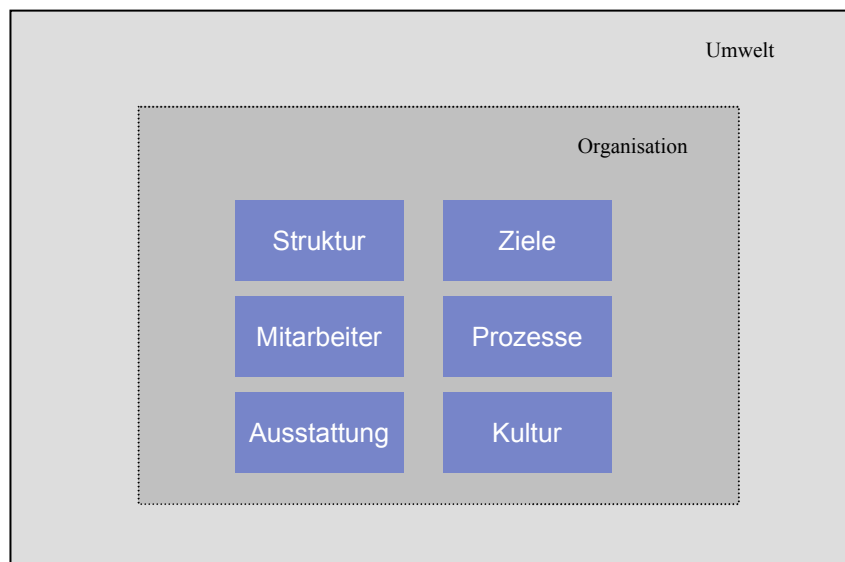 Umwelt
Organisation
Struktur
Ziele
Mitarbeiter
Prozesse
Ausstattung
Kultur